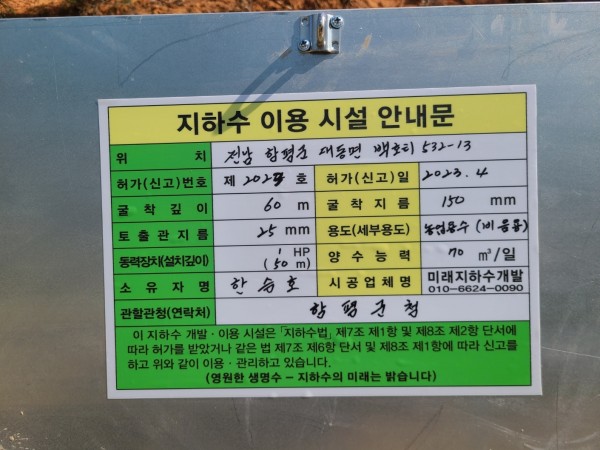 지하수 이용 시설 안내문
위 치 전남 함평군 대동면 백호리 532-13
허가(신고)번호 제 호 허가(신고)일 2023. 4
굴착깊이 60 m 굴착지름 150 mm
토출관지름 25 mm 용도(세부용도) 농업용수 (비음용)
동력장치(설치깊이) 1 HP (50 m) 양수능력 70 ㎥/일
소유자명 한승호 시공업체명 미래지하수개발 010-6624-0090
관할관청(연락처) 함평군청
이 지하수 개발·이용 시설은 「지하수법」 제7조 제1항 및 제8조 제2항 단서에
따라 허가를 받았거나 같은 법 제7조 제6항 단서 및 제8조 제1항에 따라 신고를
하고 위와 같이 이용·관리하고 있습니다.
(영원한 생명수 – 지하수의 미래는 밝습니다)